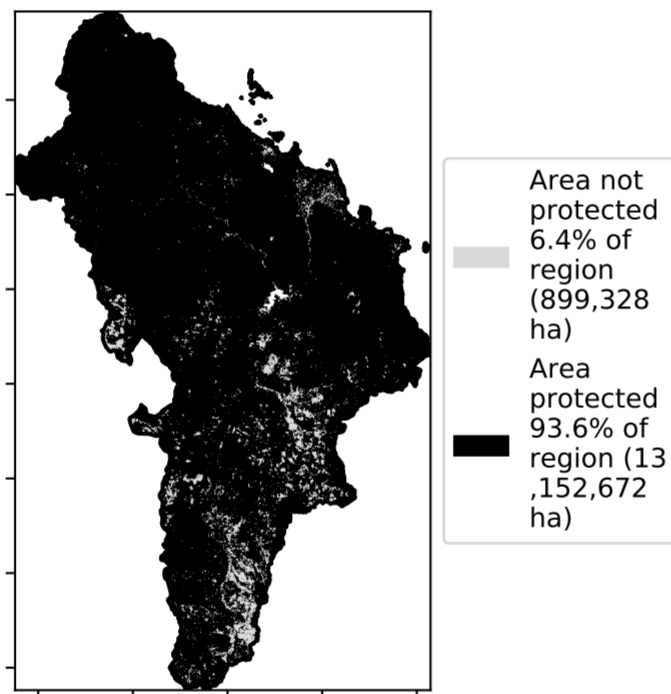 Area not
protected
6.4% of
region
(899,328
ha)
Area
protected
93.6% of
region (13
,152,672
ha)